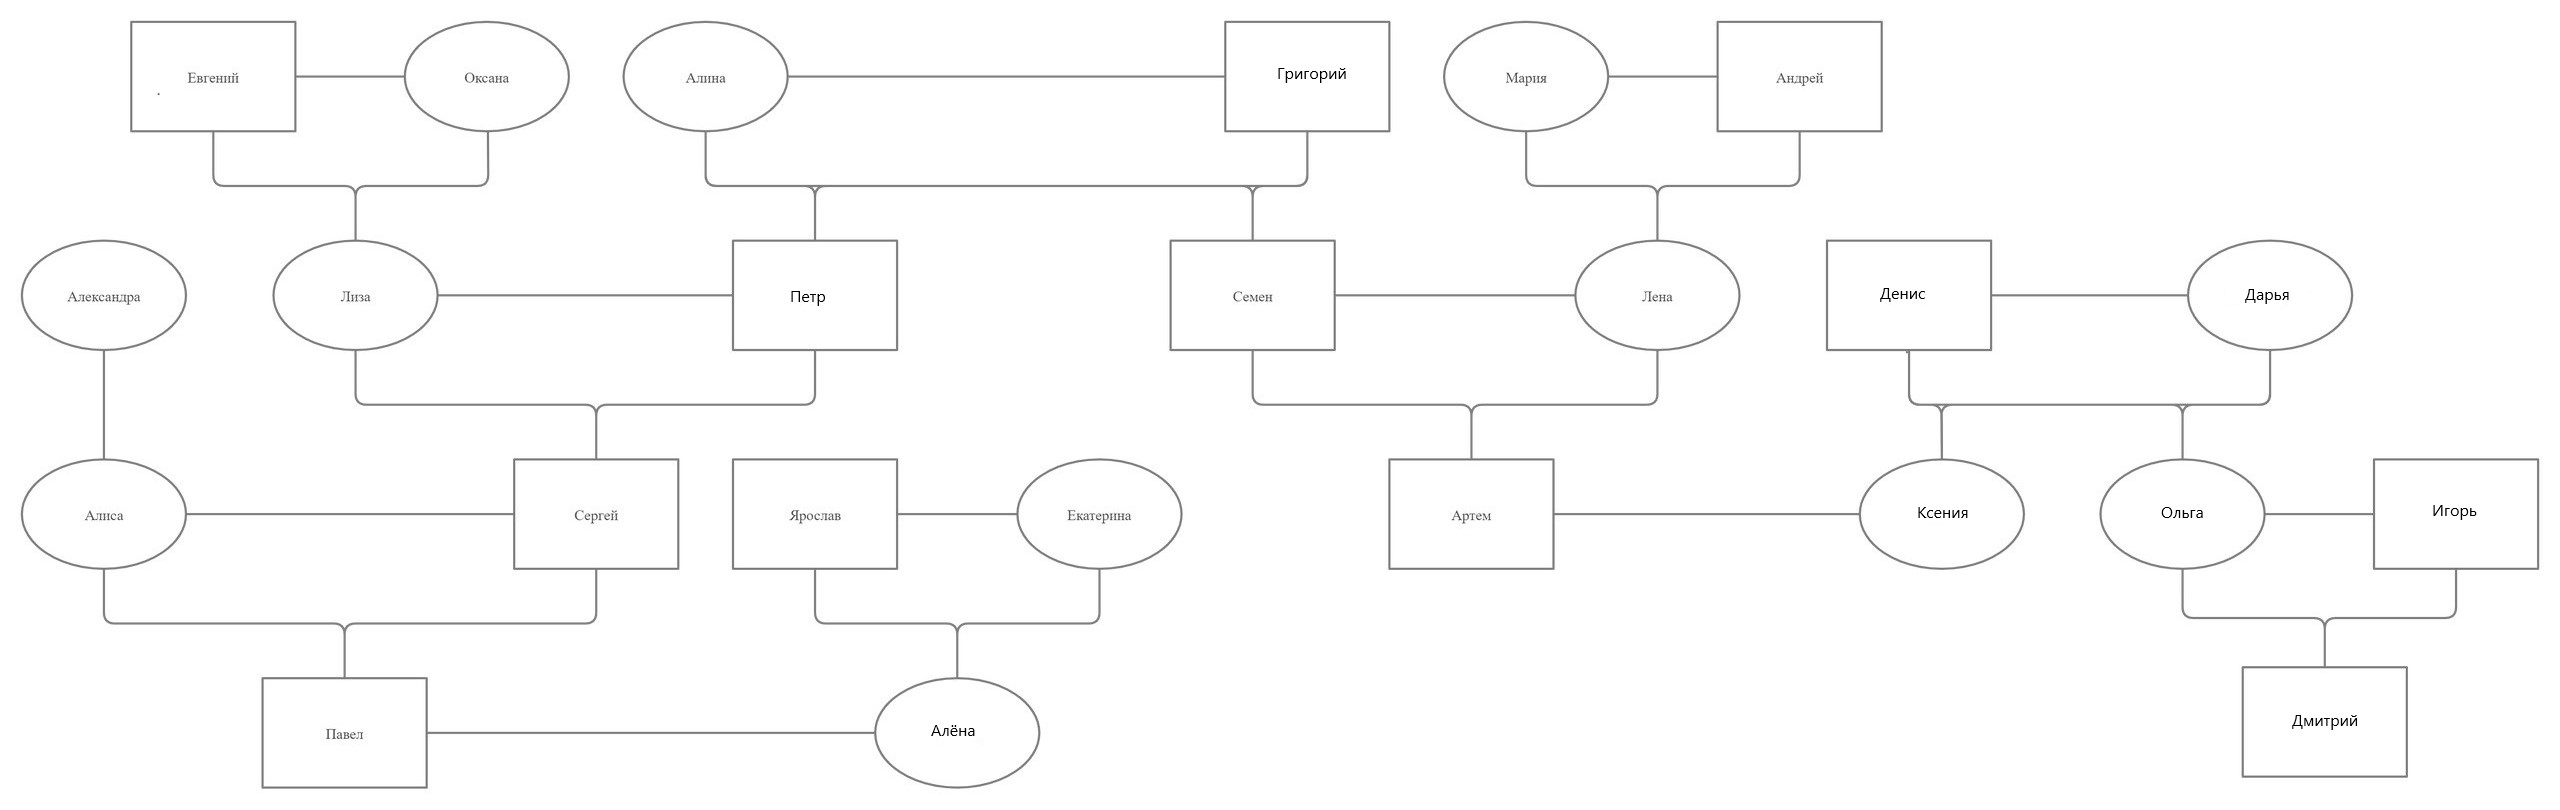 Евгений
Оксана
Алина
Григорий
Мария
Андрей
Александра
Лиза
Петр
Семен
Лена
Денис
Дарья
Алиса
Сергей
Ярослав
Екатерина
Артем
Ксения
Ольга
Игорь
Павел
Алёна
Дмитрий